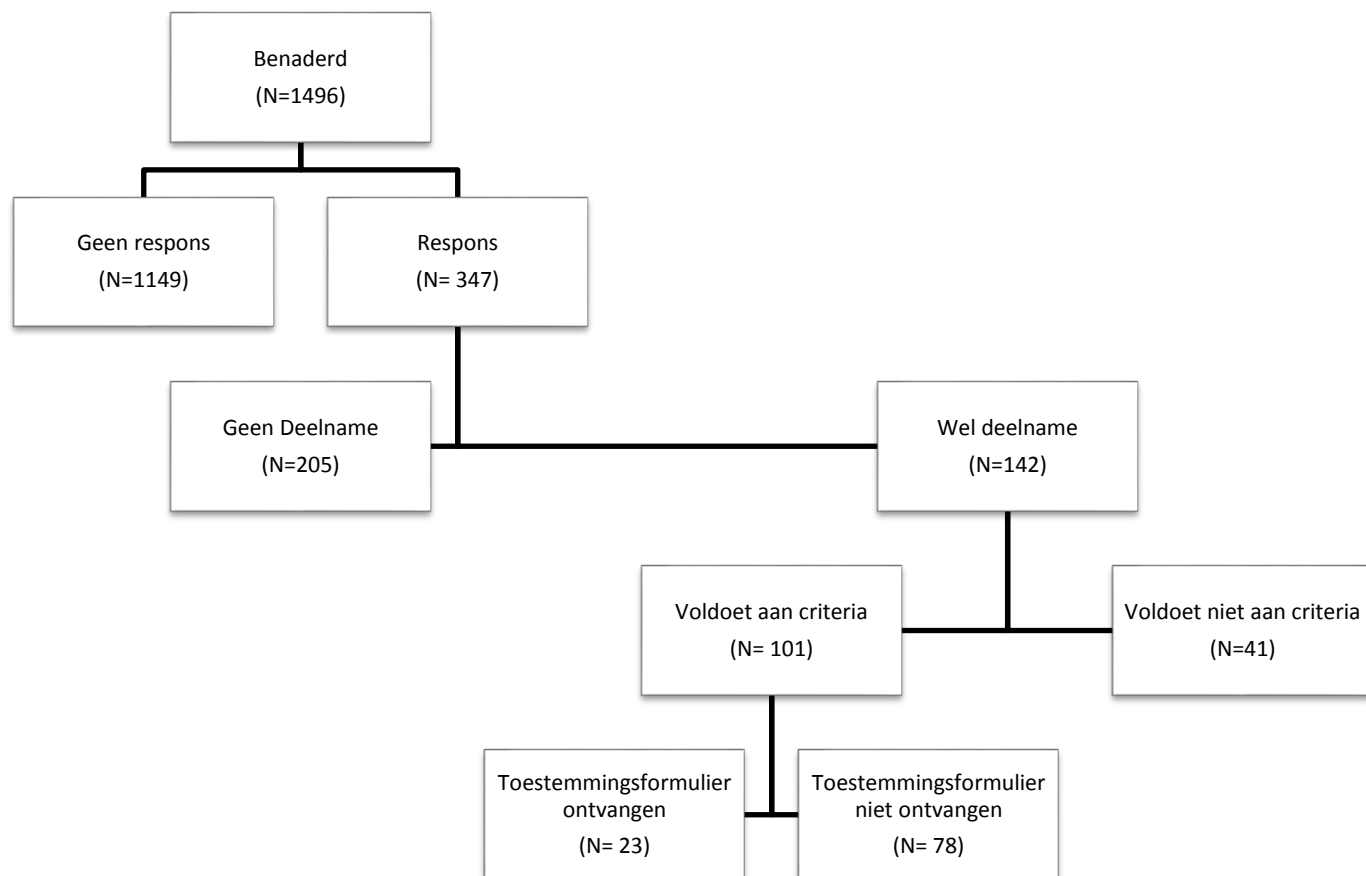 Benaderd
(N=1496)
Geen respons
(N=1149)
Respons
(N= 347)
Geen Deelname
(N=205)
Wel deelname
(N=142)
Voldoet aan criteria
(N= 101)
Voldoet niet aan criteria
(N=41)
Toestemmingsformulier
ontvangen
(N= 23)
Toestemmingsformulier
niet ontvangen
(N= 78)